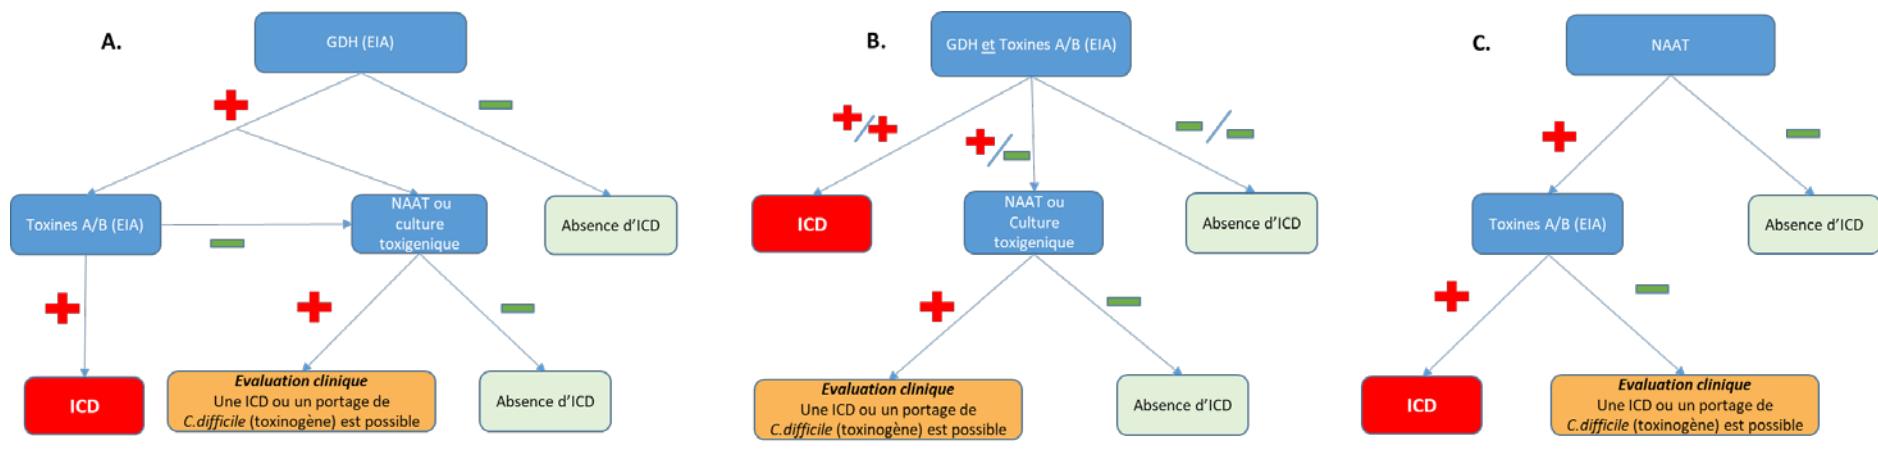 A.
GDH (EIA)
Toxines A/B (EIA)
NAAT ou
culture
toxigenique
Absence d'ICD
ICD
Evaluation clinique
Une ICD ou un portage de
C.difficile (toxinogène) est possible
Absence d'ICD
B.
GDH et Toxines A/B (EIA)
ICD
NAAT ou
Culture
toxigenique
Absence d'ICD
Evaluation clinique
Une ICD ou un portage de
C.difficile (toxinogène) est possible
Absence d'ICD
C.
NAAT
Toxines A/B (EIA)
Absence d'ICD
ICD
Evaluation clinique
Une ICD ou un portage de
C.difficile (toxinogène) est possible